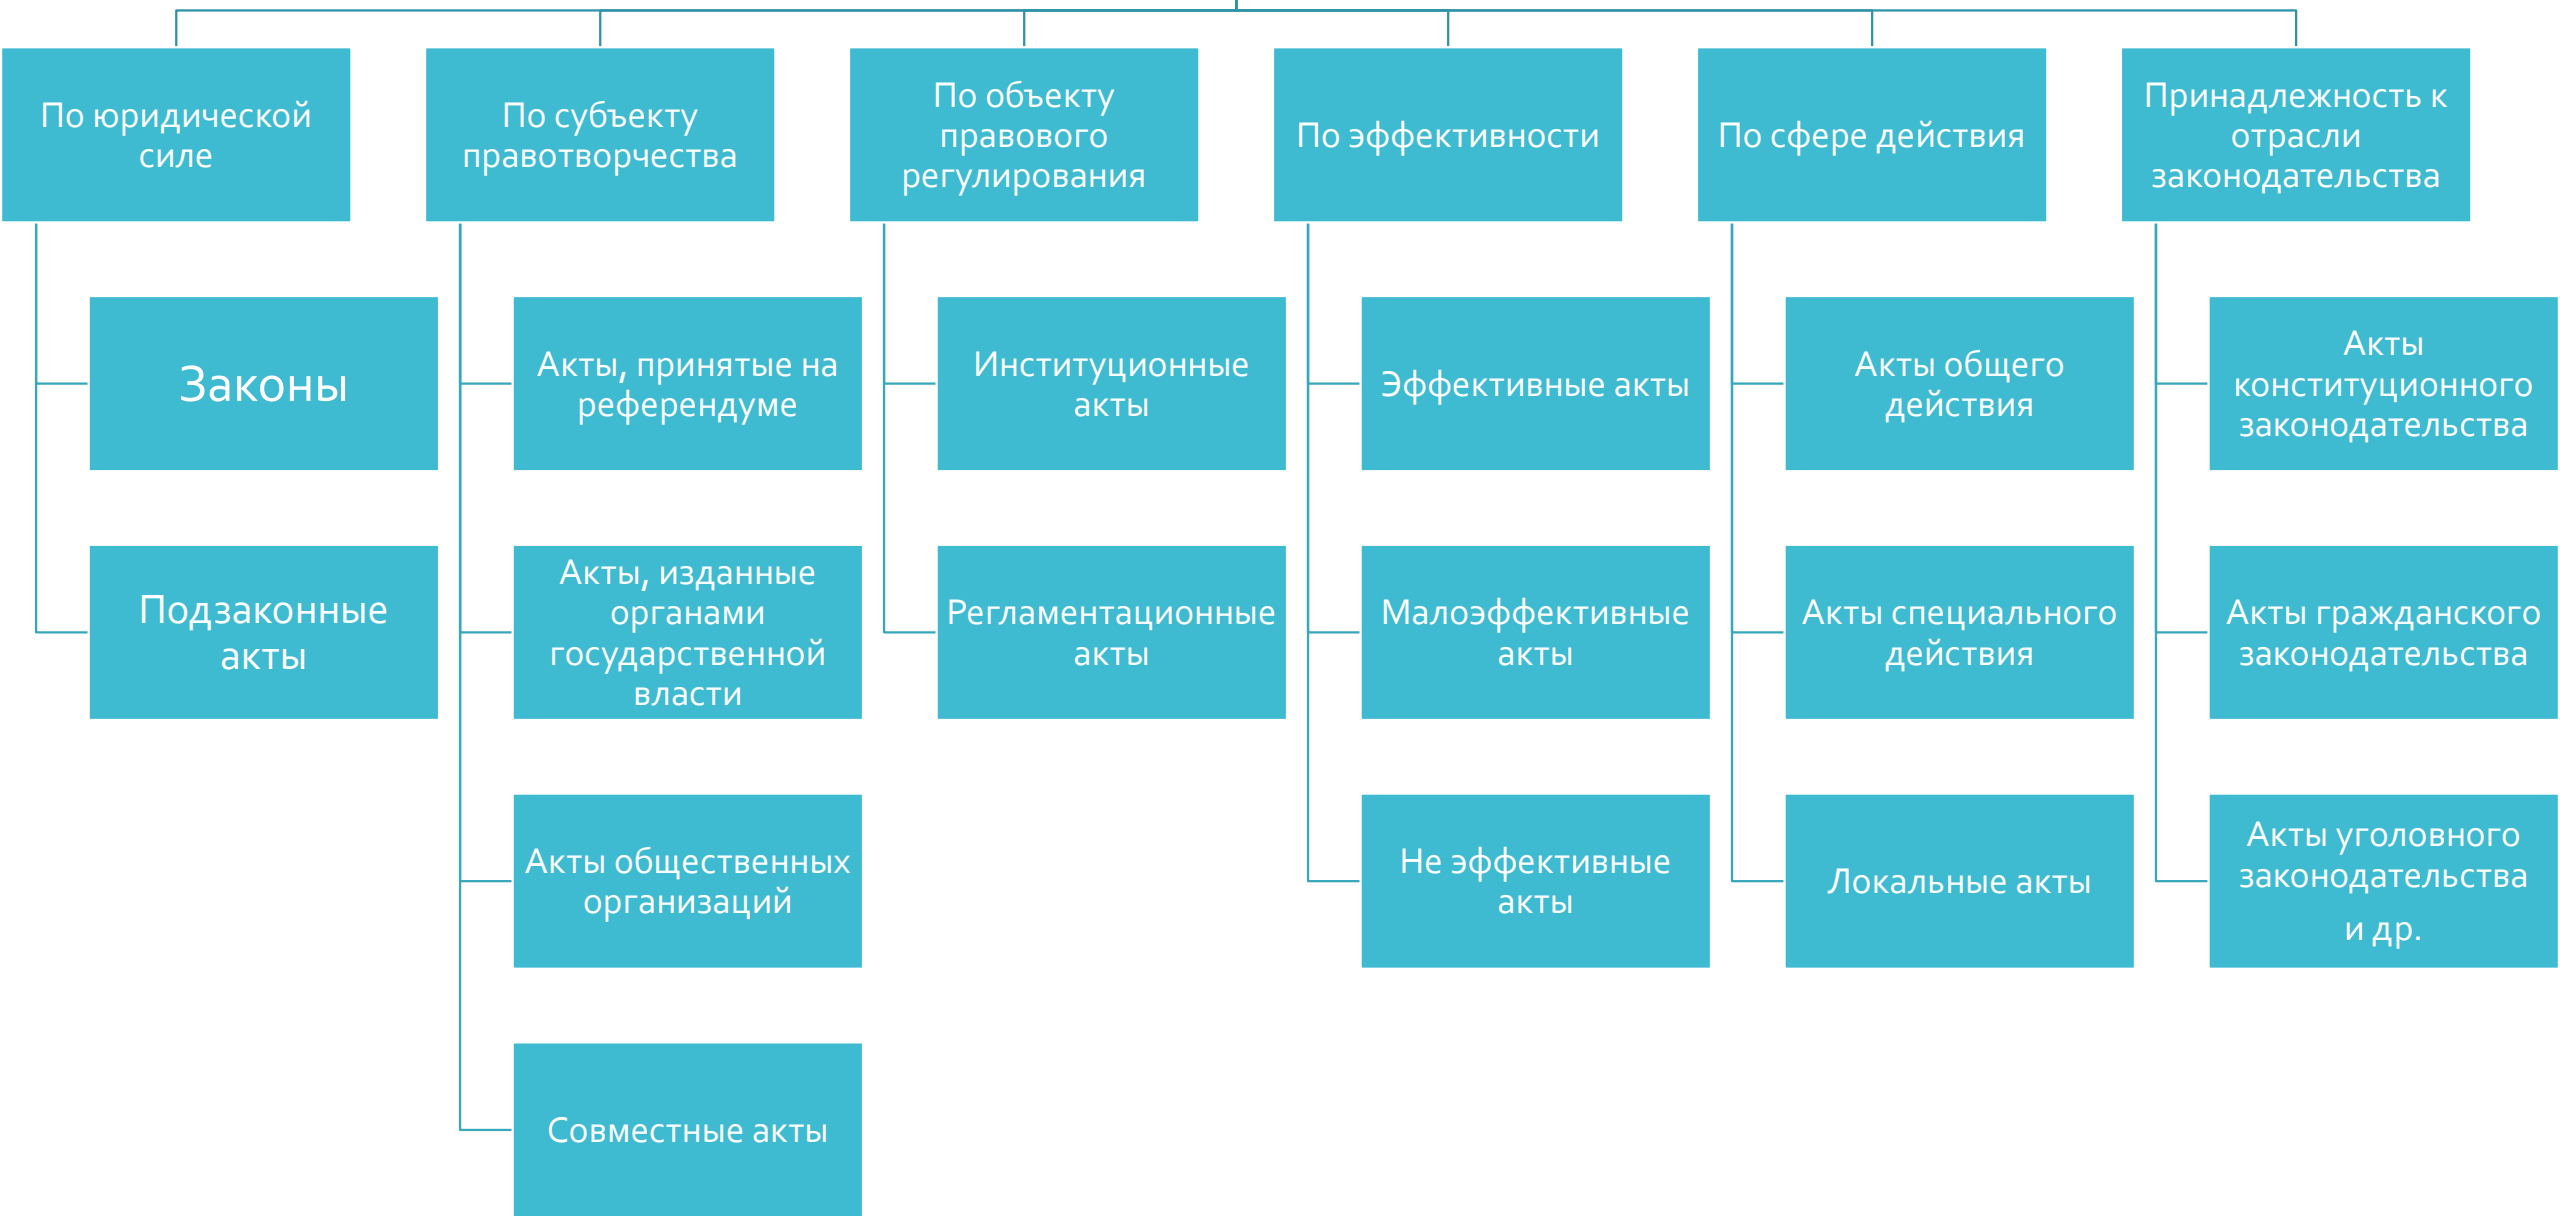 По юридической
силе
Законы
Подзаконные
акты
По субъекту
правотворчества
Акты, принятые на
референдуме
Акты, изданные
органами
государственной
власти
Акты общественных
организаций
Совместные акты
По объекту
правового
регулирования
Институционные
акты
Регламентационные
акты
По эффективности
Эффективные акты
Малоэффективные
акты
Не эффективные
акты
По сфере действия
Акты общего
действия
Акты специального
действия
Локальные акты
Принадлежность к
отрасли
законодательства
Акты
конституционного
законодательства
Акты гражданского
законодательства
Акты уголовного
законодательства
и др.